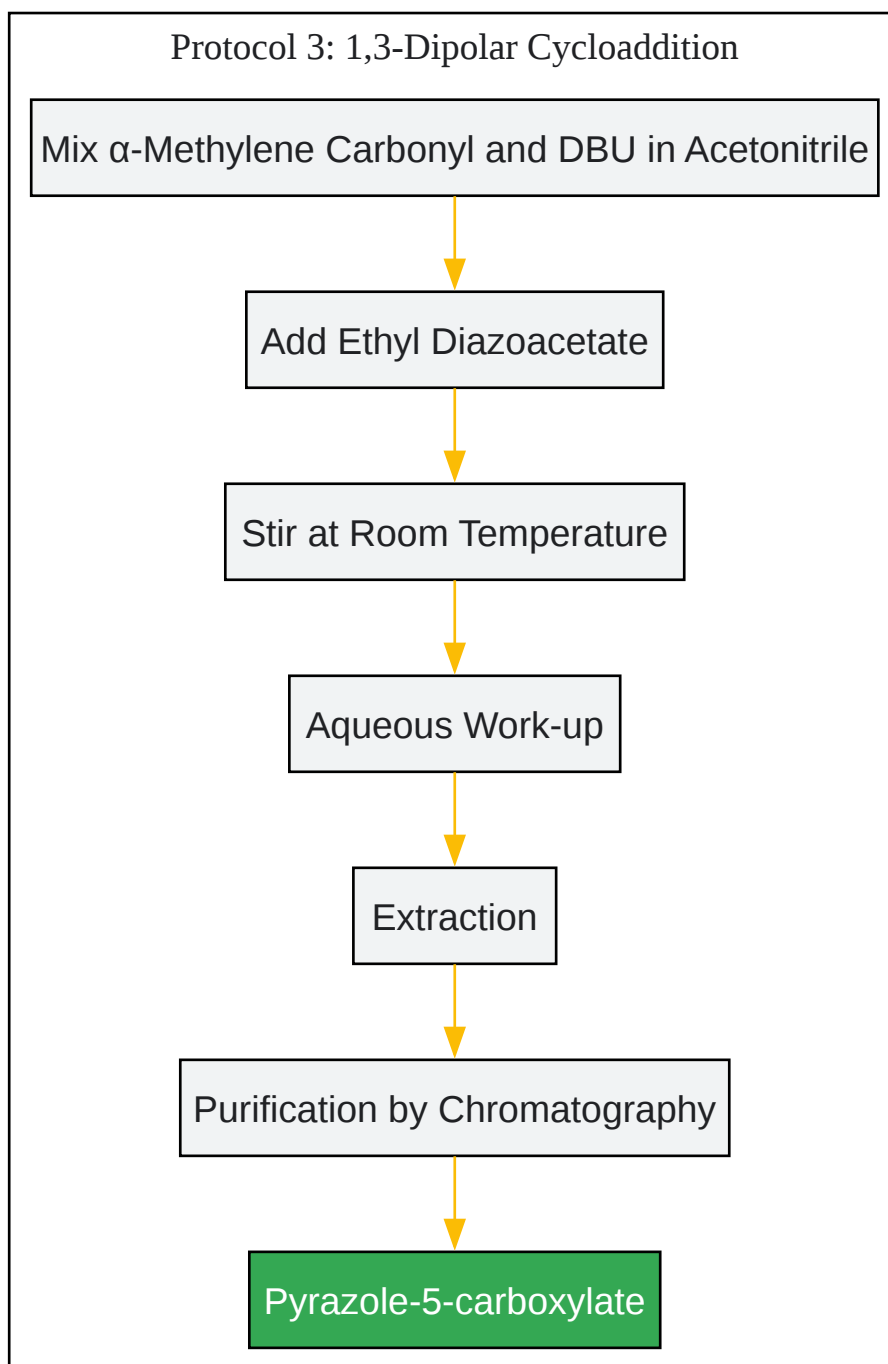 Protocol 3: 1,3-Dipolar Cycloaddition
Mix α-Methylene Carbonyl and DBU in Acetonitrile
Add Ethyl Diazoacetate
Stir at Room Temperature
Aqueous Work-up
Extraction
Purification by Chromatography
Pyrazole-5-carboxylate